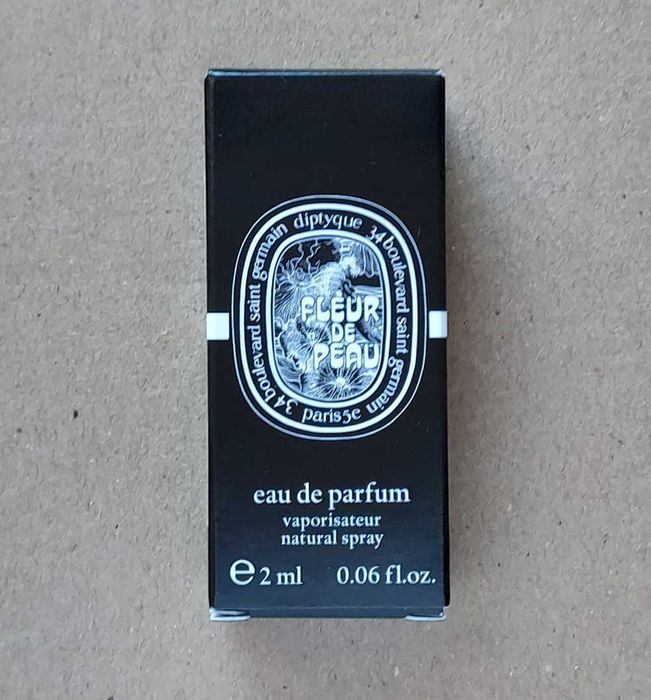 diptyque 34 boulevard saint germain paris 5e 34 boulevard saint germain
FLEUR
DE
PEAU
eau de parfum
vaporisateur
natural spray
e 2 ml 0.06 fl.oz.